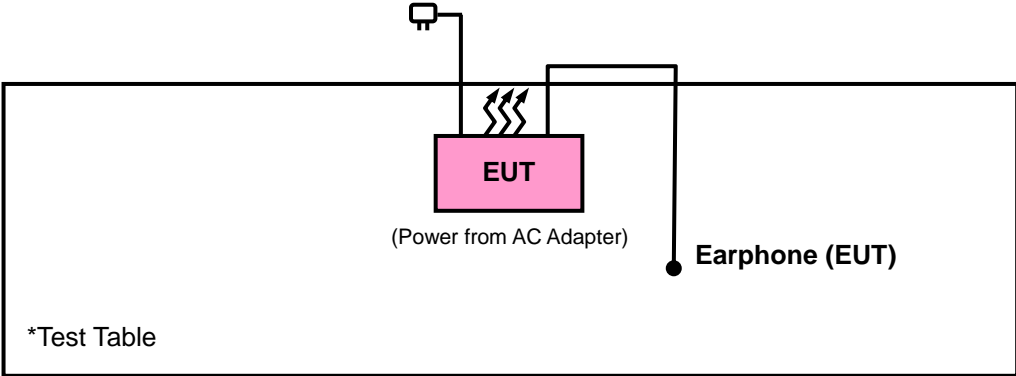 EUT
(Power from AC Adapter)
Earphone (EUT)
*Test Table